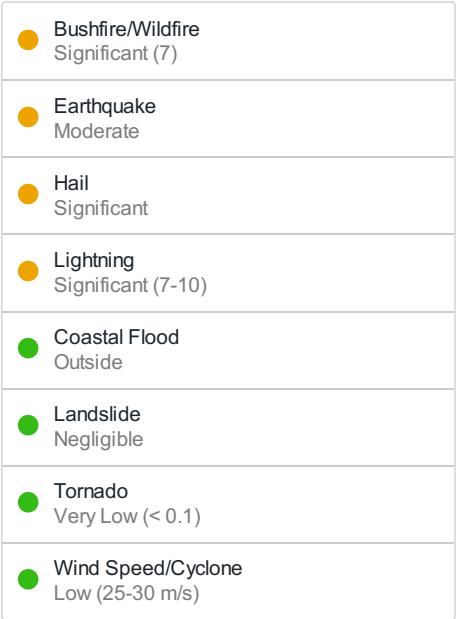 Bushfire/Wildfire
Significant (7)
Earthquake
Moderate
Hail
Significant
Lightning
Significant (7-10)
Coastal Flood
Outside
Landslide
Negligible
Tornado
Very Low (< 0.1)
Wind Speed/Cyclone
Low (25-30 m/s)